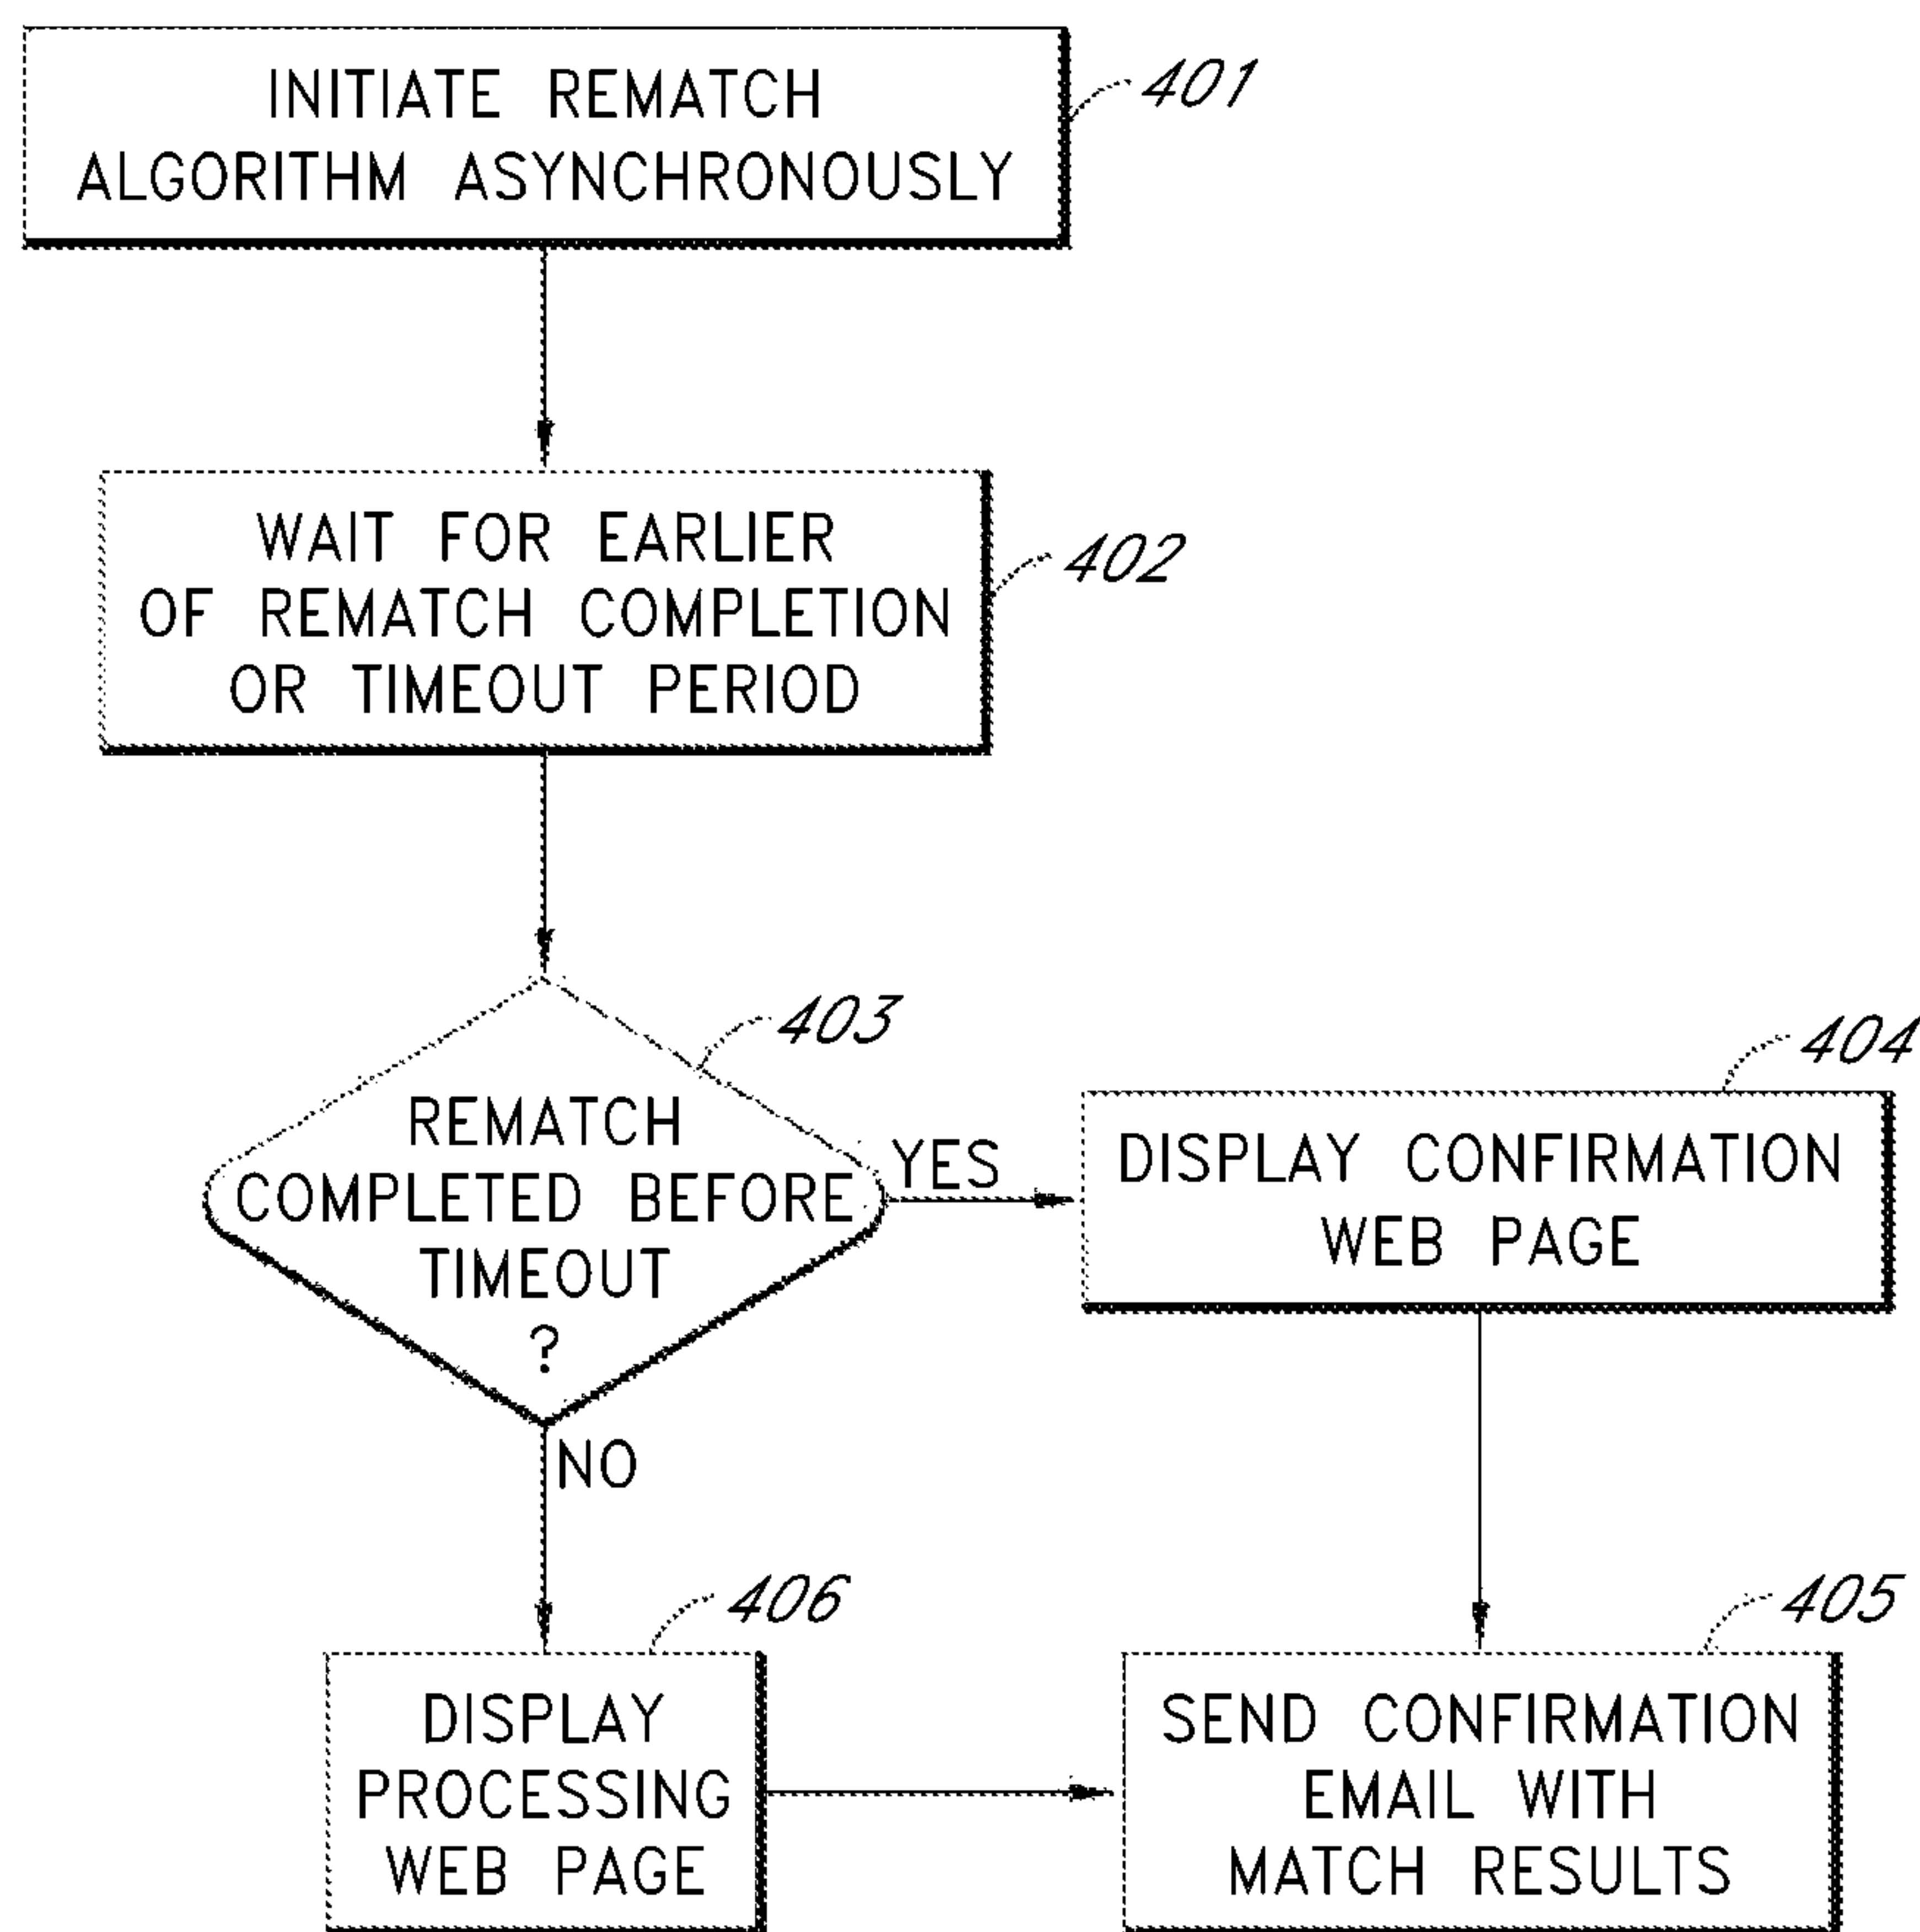 INITIATE REMATCH
ALGORITHM ASYNCHRONOUSLY
401
WAIT FOR EARLIER
OF REMATCH COMPLETION
OR TIMEOUT PERIOD
402
403
REMATCH
COMPLETED BEFORE
TIMEOUT
?
YES
NO
404
DISPLAY CONFIRMATION
WEB PAGE
406
DISPLAY
PROCESSING
WEB PAGE
405
SEND CONFIRMATION
EMAIL WITH
MATCH RESULTS